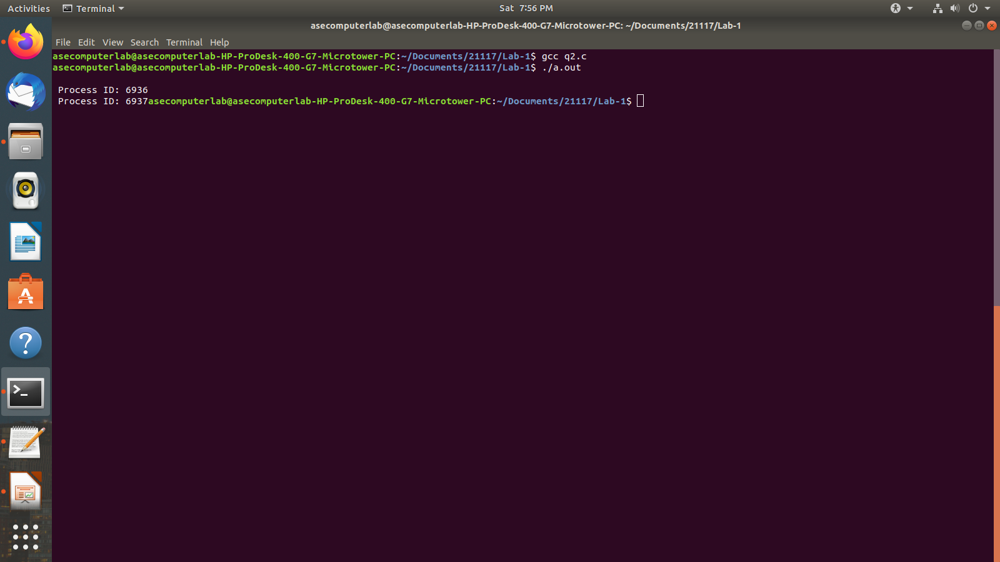 Activities Terminal Sat 7:56 PM
asecomputerlab@asecomputerlab-HP-ProDesk-400-G7-Microtower-PC: ~/Documents/21117/Lab-1
File Edit View Search Terminal Help
asecomputerlab@asecomputerlab-HP-ProDesk-400-G7-Microtower-PC:~/Documents/21117/Lab-1$ gcc q2.c
asecomputerlab@asecomputerlab-HP-ProDesk-400-G7-Microtower-PC:~/Documents/21117/Lab-1$ ./a.out
Process ID: 6936
Process ID: 6937asecomputerlab@asecomputerlab-HP-ProDesk-400-G7-Microtower-PC:~/Documents/21117/Lab-1$